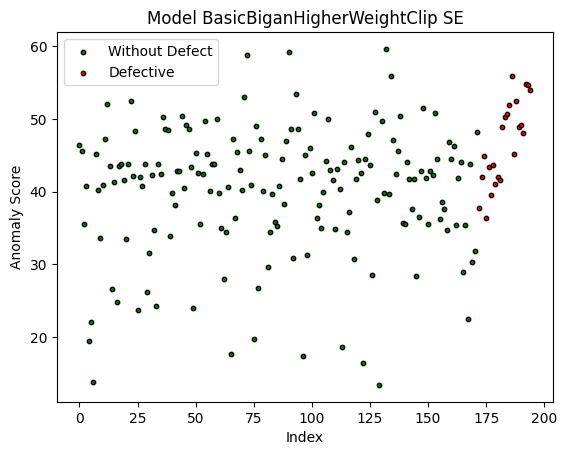 Model BasicBiganHigherWeightClip SE
Without Defect
Defective
Anomaly Score
60
50
40
30
20
0
25
50
75
100
125
150
175
200
Index